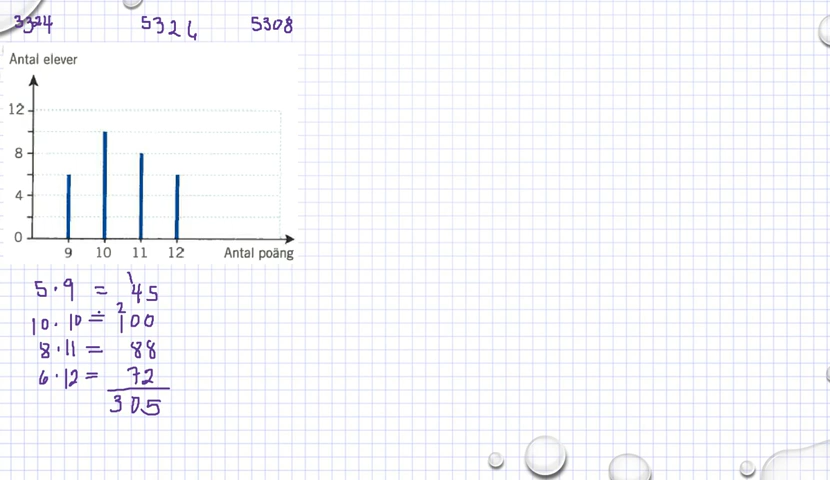 3324 5326 5308
Antal elever
12
8
4
0
9 10 11 12 Antal poäng
5·9 = 45
10·10 = 100
8·11 = 88
6·12 = 72
305